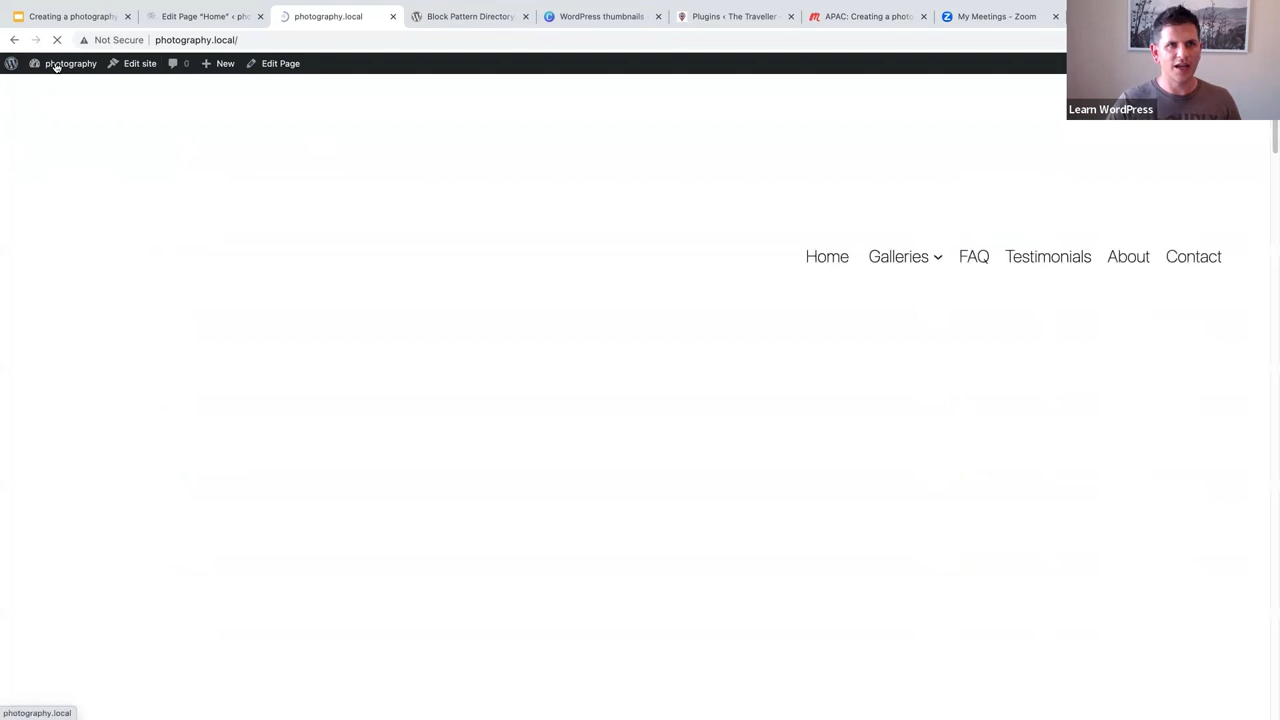 Creating a photography
Edit Page “Home” ‹ pho
photography.local
Block Pattern Directory
WordPress thumbnails -
Plugins ‹ The Traveller -
APAC: Creating a photo
My Meetings - Zoom
Not Secure
photography.local/
photography
Edit site
0
New
Edit Page
Learn WordPress
Home
Galleries
FAQ
Testimonials
About
Contact
photography.local